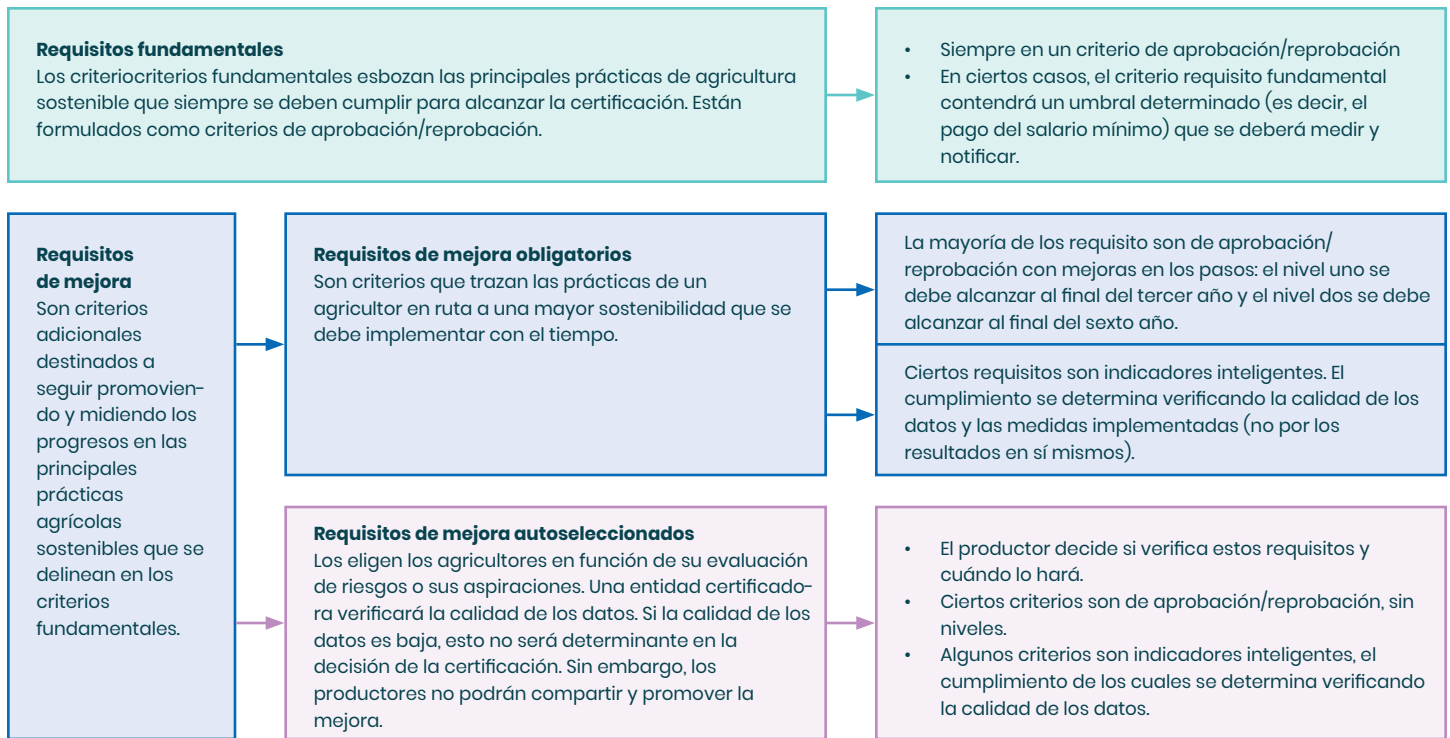 Requisitos fundamentales
Los criteriocriterios fundamentales esbozan las principales prácticas de agricultura
sostenible que siempre se deben cumplir para alcanzar la certificación. Están
formulados como criterios de aprobación/reprobación.
• Siempre en un criterio de aprobación/reprobación
• En ciertos casos, el criterio requisito fundamental
contendrá un umbral determinado (es decir, el
pago del salario mínimo) que se deberá medir y
notificar.
Requisitos
de mejora
Son criterios
adicionales
destinados a
seguir promovien-
do y midiendo los
progresos en las
principales
prácticas
agrícolas
sostenibles que se
delinean en los
criterios
fundamentales.
Requisitos de mejora obligatorios
Son criterios que trazan las prácticas de un
agricultor en ruta a una mayor sostenibilidad que se
debe implementar con el tiempo.
La mayoría de los requisito son de aprobación/
reprobación con mejoras en los pasos: el nivel uno se
debe alcanzar al final del tercer año y el nivel dos se debe
alcanzar al final del sexto año.
Ciertos requisitos son indicadores inteligentes. El
cumplimiento se determina verificando la calidad de los
datos y las medidas implementadas (no por los
resultados en sí mismos).
Requisitos de mejora autoseleccionados
Los eligen los agricultores en función de su evaluación
de riesgos o sus aspiraciones. Una entidad certificado-
ra verificará la calidad de los datos. Si la calidad de los
datos es baja, esto no será determinante en la
decisión de la certificación. Sin embargo, los
productores no podrán compartir y promover la
mejora.
• El productor decide si verifica estos requisitos y
cuándo lo hará.
• Ciertos criterios son de aprobación/reprobación, sin
niveles.
• Algunos criterios son indicadores inteligentes, el
cumplimiento de los cuales se determina verificando
la calidad de los datos.